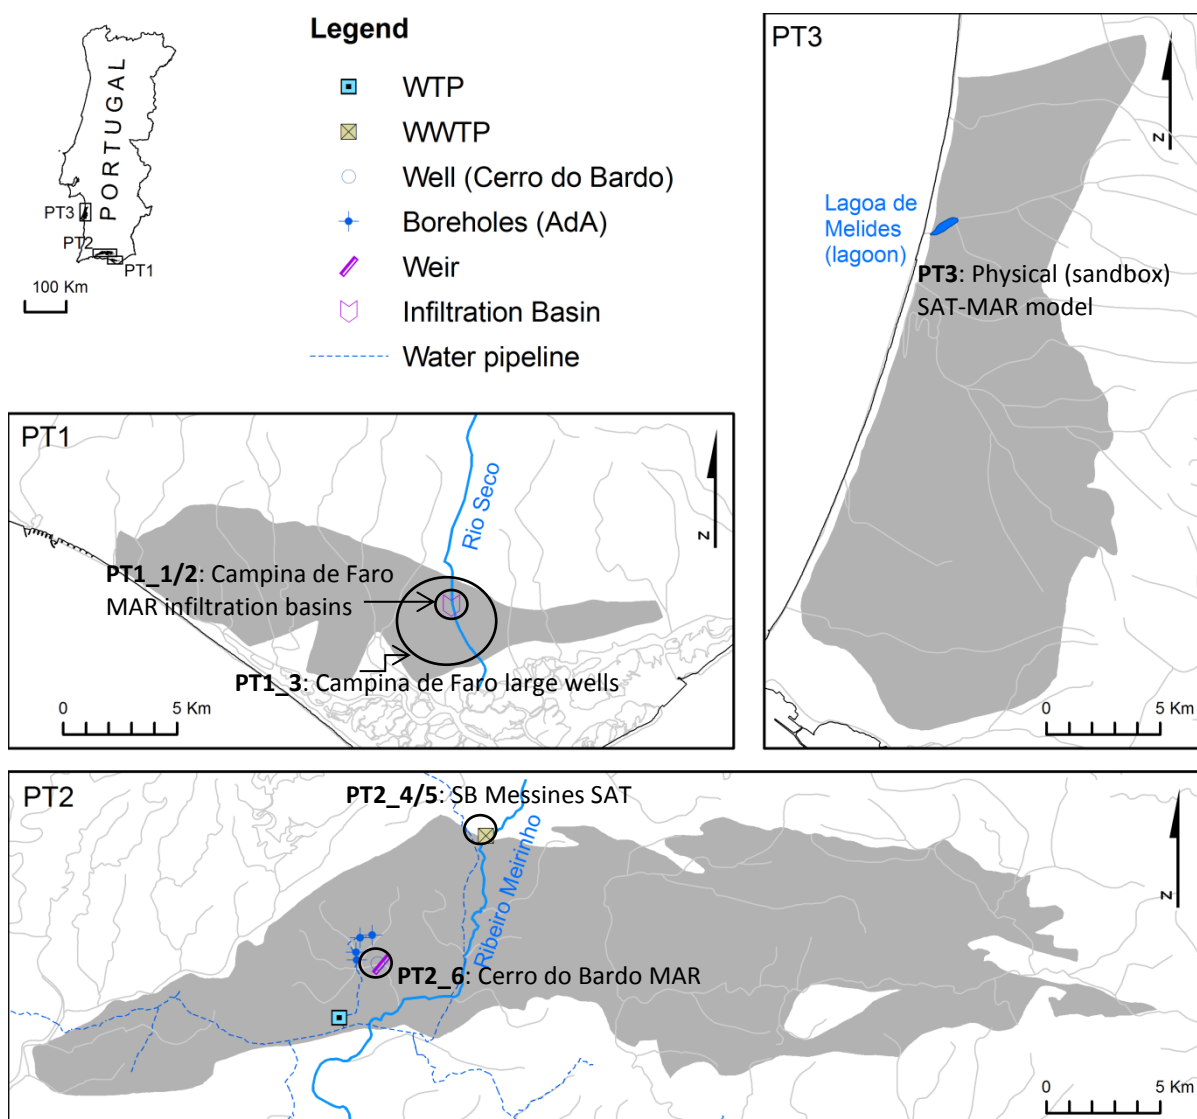 Legend
WTP
WWTP
Well (Cerro do Bardo)
Boreholes (AdA)
Weir
Infiltration Basin
Water pipeline
PORTUGAL
PT3
PT2
PT1
100 Km
PT3
N
Lagoa de
Melides
(lagoon)
PT3: Physical (sandbox)
SAT-MAR model
0 5 Km
PT1
N
Rio Seco
PT1_1/2: Campina de Faro
MAR infiltration basins
PT1_3: Campina de Faro large wells
0 5 Km
PT2
N
PT2_4/5: SB Messines SAT
Ribeiro Meirinho
PT2_6: Cerro do Bardo MAR
0 5 Km